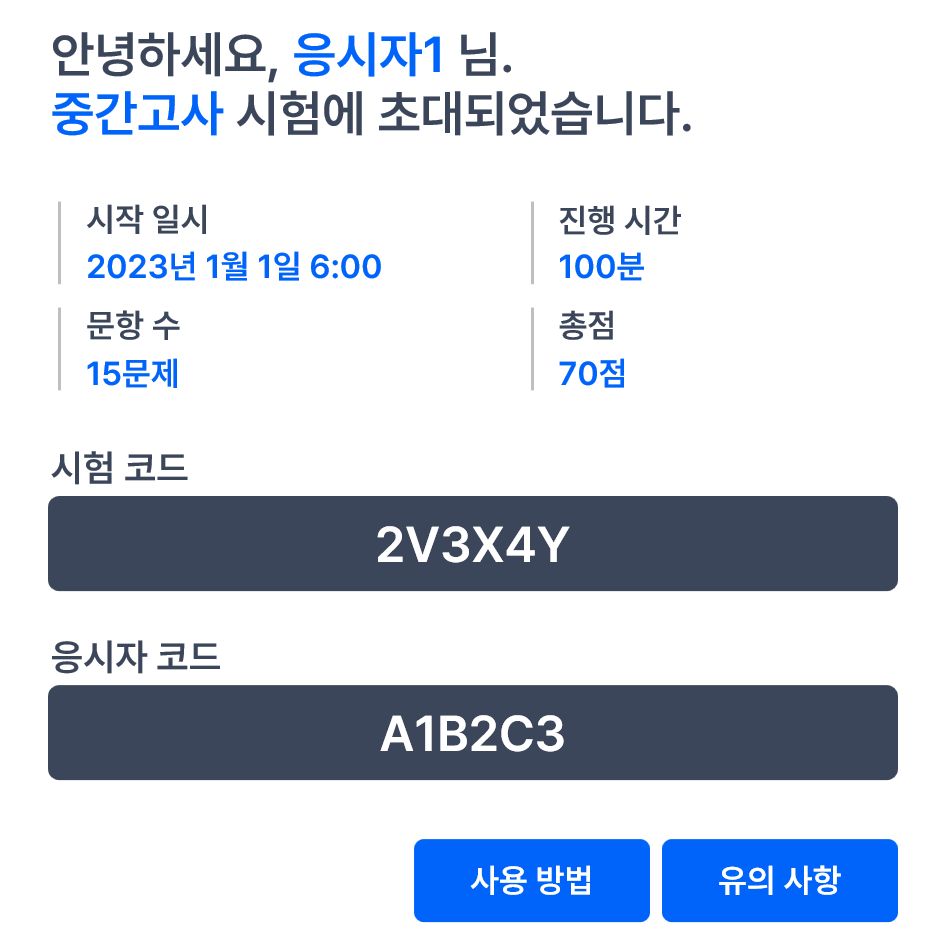 안녕하세요, 응시자1 님.
중간고사 시험에 초대되었습니다.
시작 일시
2023년 1월 1일 6:00
진행 시간
100분
문항 수
15문제
총점
70점
시험 코드
2V3X4Y
응시자 코드
A1B2C3
사용 방법
유의 사항